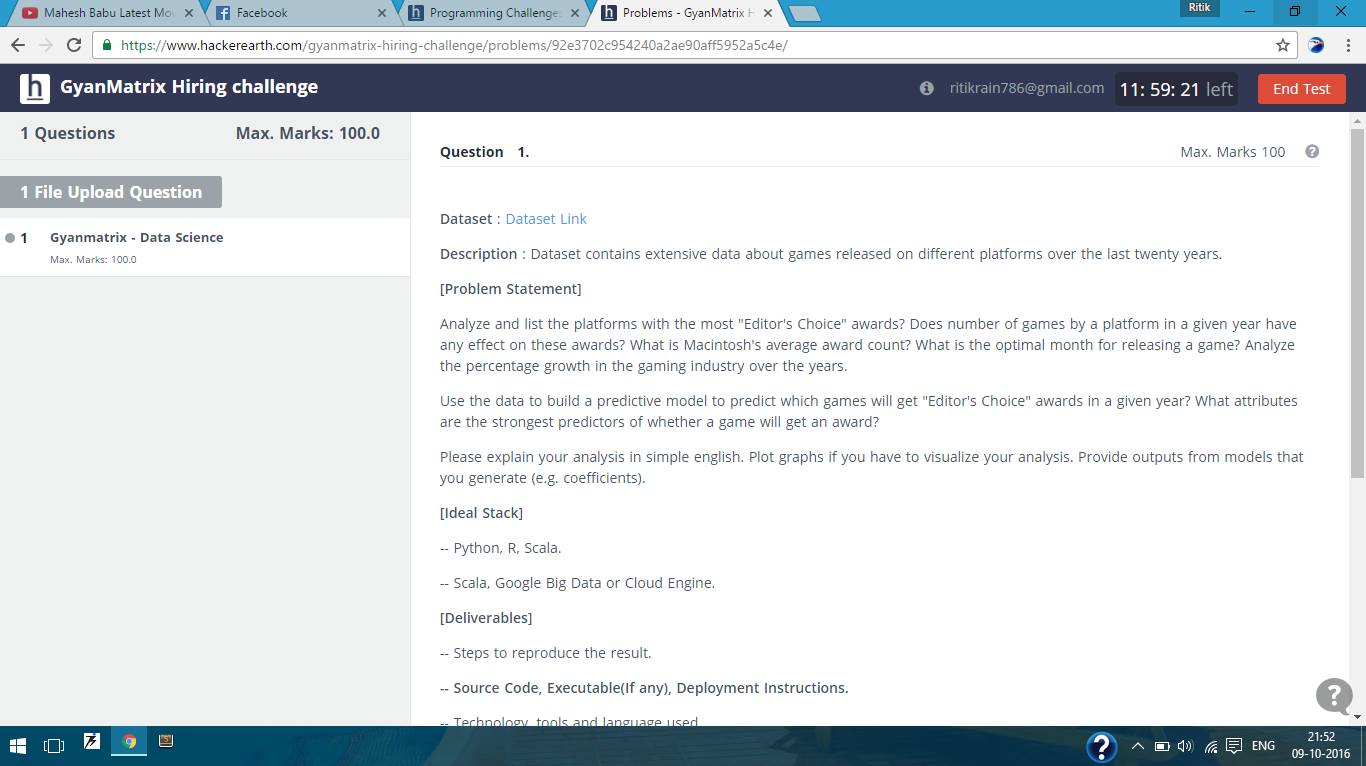 Mahesh Babu Latest Mov
Facebook
Programming Challenge
Problems - GyanMatrix H
Ritik
https://www.hackerearth.com/gyanmatrix-hiring-challenge/problems/92e3702c954240a2ae90aff5952a5c4e/
h GyanMatrix Hiring challenge
ritikrain786@gmail.com
11: 59: 21 left
End Test
1 Questions Max. Marks: 100.0
1 File Upload Question
1 Gyanmatrix - Data Science
Max. Marks: 100.0
Question 1. Max. Marks 100 ?
Dataset : Dataset Link
Description : Dataset contains extensive data about games released on different platforms over the last twenty years.
[Problem Statement]
Analyze and list the platforms with the most "Editor's Choice" awards? Does number of games by a platform in a given year have
any effect on these awards? What is Macintosh's average award count? What is the optimal month for releasing a game? Analyze
the percentage growth in the gaming industry over the years.
Use the data to build a predictive model to predict which games will get "Editor's Choice" awards in a given year? What attributes
are the strongest predictors of whether a game will get an award?
Please explain your analysis in simple english. Plot graphs if you have to visualize your analysis. Provide outputs from models that
you generate (e.g. coefficients).
[Ideal Stack]
-- Python, R, Scala.
-- Scala, Google Big Data or Cloud Engine.
[Deliverables]
-- Steps to reproduce the result.
-- Source Code, Executable(If any), Deployment Instructions.
-- Technology, tools and language used
?
?
ENG
21:52
09-10-2016